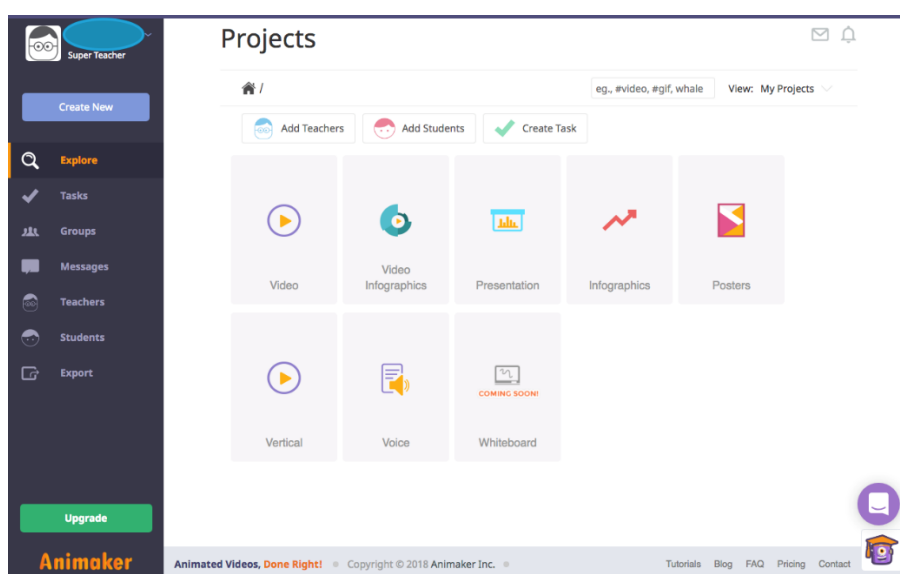 Super Teacher
Create New
Explore
Tasks
Groups
Messages
Teachers
Students
Export
Upgrade
Animaker
Projects
/
eg., #video, #gif, whale
View: My Projects
Add Teachers
Add Students
Create Task
Video
Video
Infographics
Presentation
Infographics
Posters
Vertical
Voice
COMING SOON!
Whiteboard
Animated Videos, Done Right! Copyright © 2018 Animaker Inc.
Tutorials Blog FAQ Pricing Contact